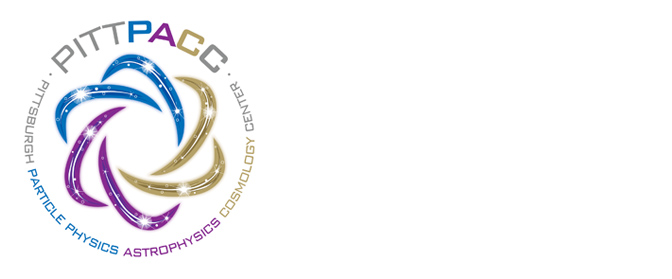 PITTPACC
· PITTSBURGH PARTICLE PHYSICS ASTROPHYSICS COSMOLOGY CENTER ·